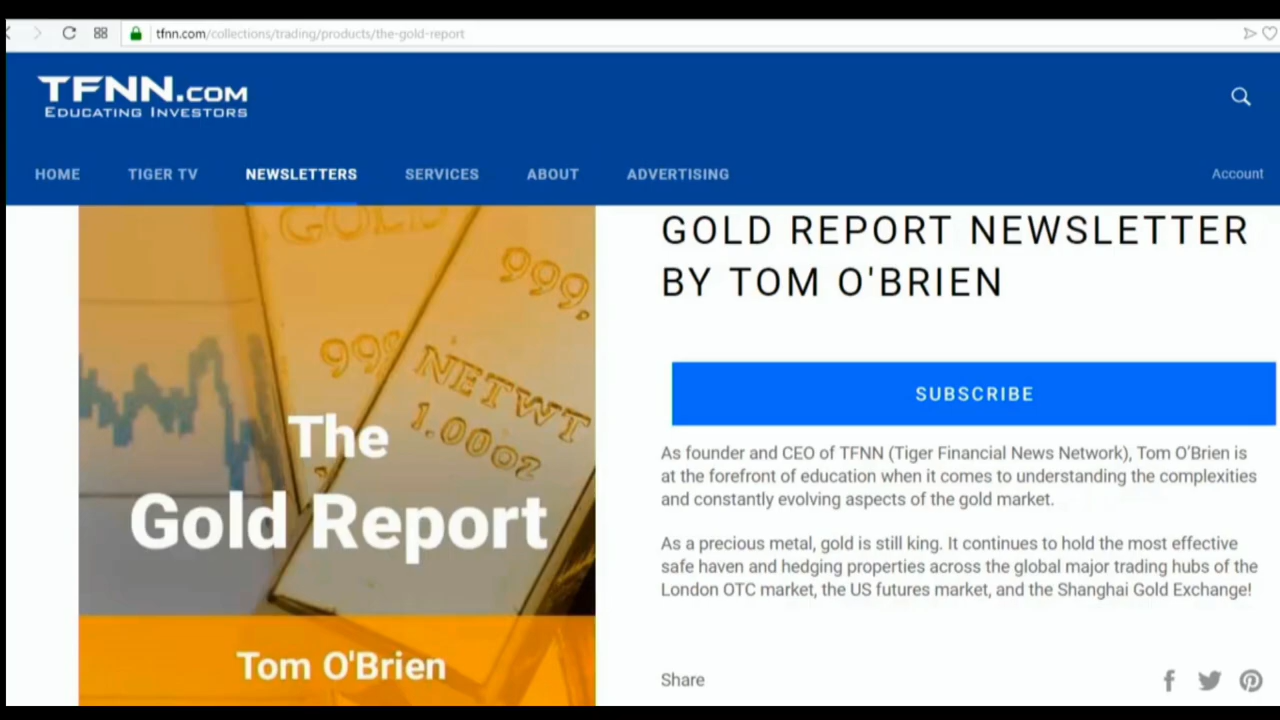 tfnn.com/collections/trading/products/the-gold-report
TFNN.COM
EDUCATING INVESTORS
HOME TIGER TV NEWSLETTERS SERVICES ABOUT ADVERTISING Account
GOLD
999.
999
NETWT
1.00oz
The
Gold Report
Tom O'Brien
GOLD REPORT NEWSLETTER
BY TOM O'BRIEN
SUBSCRIBE
As founder and CEO of TFNN (Tiger Financial News Network), Tom O'Brien is
at the forefront of education when it comes to understanding the complexities
and constantly evolving aspects of the gold market.
As a precious metal, gold is still king. It continues to hold the most effective
safe haven and hedging properties across the global major trading hubs of the
London OTC market, the US futures market, and the Shanghai Gold Exchange!
Share